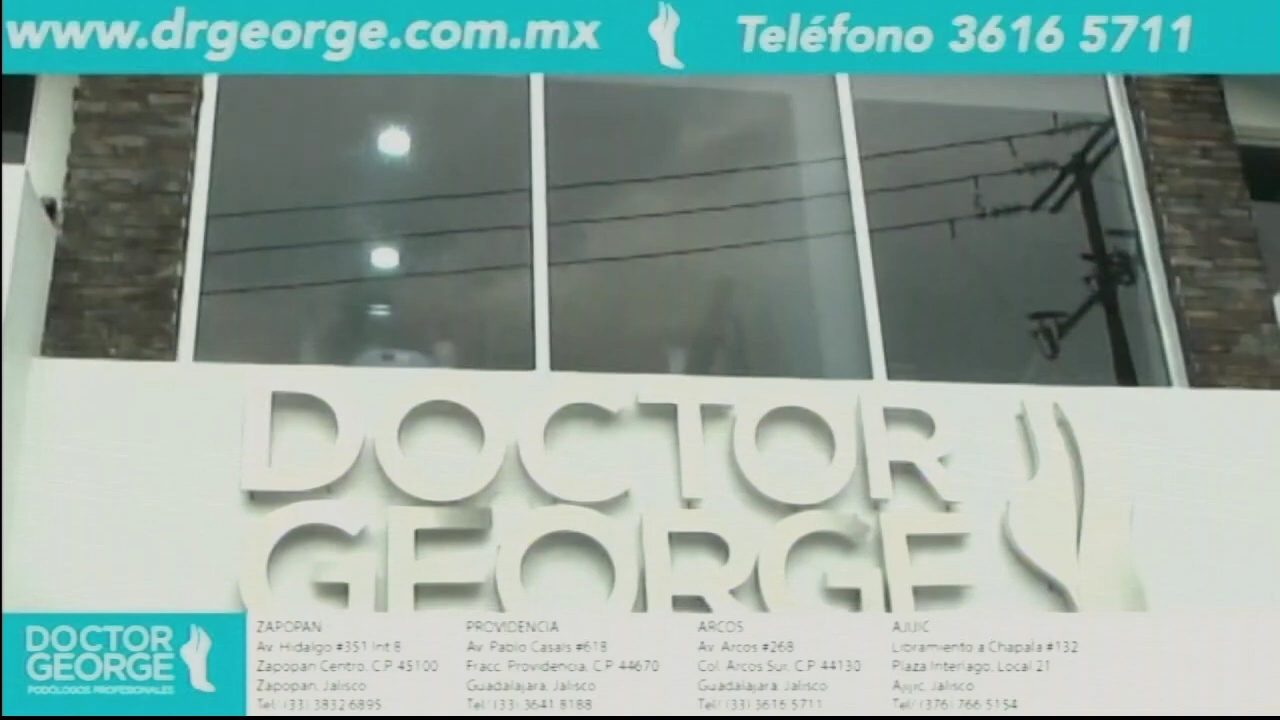 www.drgeorge.com.mx
Teléfono 3616 5711
DOCTOR
GEORGE
DOCTOR
GEORGE
PODÓLOGOS PROFESIONALES
ZAPOPAN
Av. Hidalgo #351 Int 8
Zapopan Centro, C.P 45100
Zapopan, Jalisco
Tel. (33) 3832 6895
PROVIDENCIA
Av. Pablo Casals #618
Fracc. Providencia, C.P 44670
Guadalajara, Jalisco
Tel/ (33) 3641 8188
ARCOS
Av. Arcos #268
Col. Arcos Sur, C.P 44130
Guadalajara, Jalisco
Tel/ (33) 3616 5711
AJIJIC
Libramiento a Chapala #132
Plaza Interlago, Local 21
Ajijic, Jalisco
Tel/ (376) 766 5154